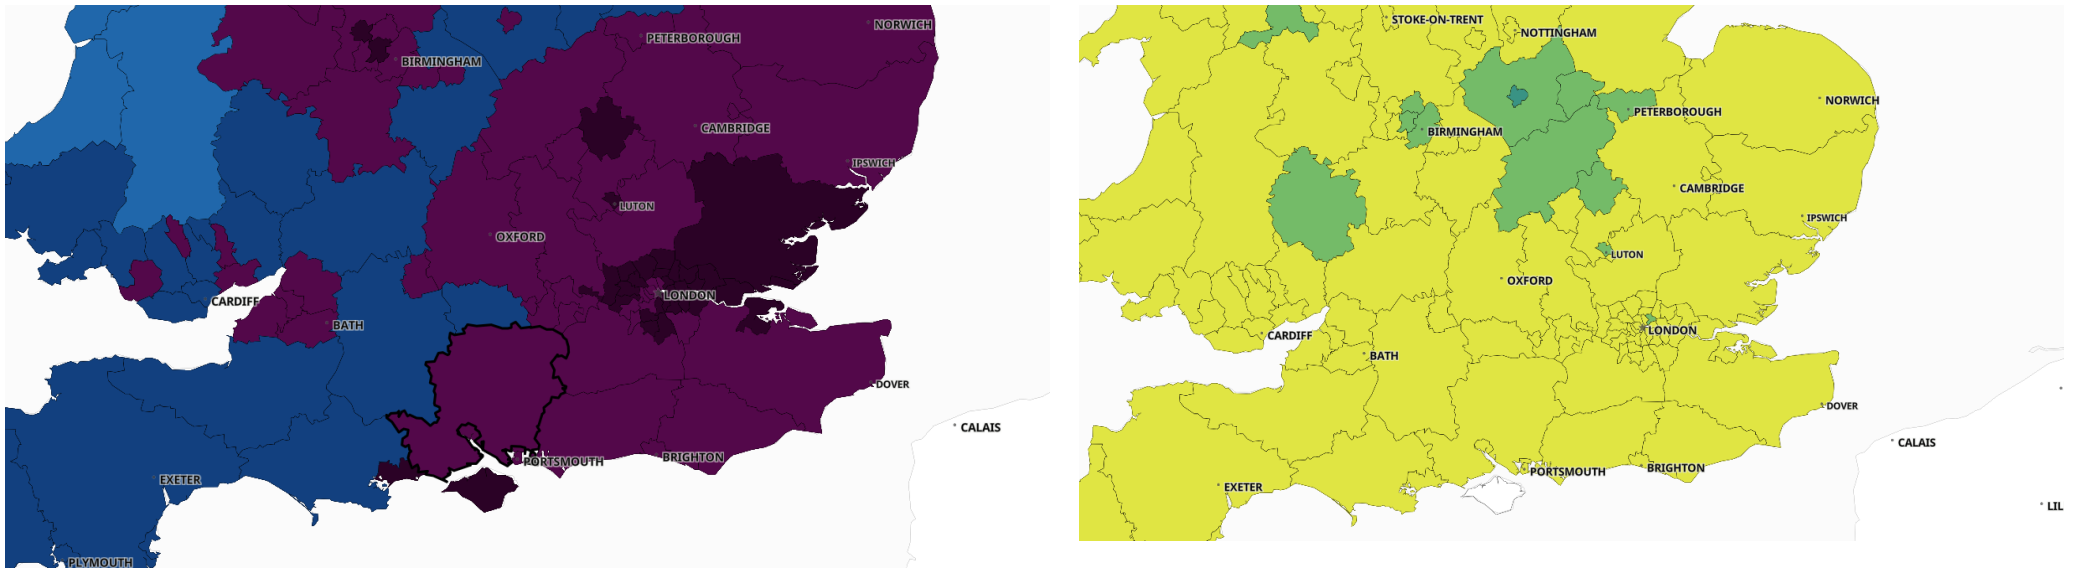 NORWICH
PETERBOROUGH
BIRMINGHAM
CAMBRIDGE
IPSWICH
LUTON
OXFORD
LONDON
CARDIFF
BATH
DOVER
CALAIS
PORTSMOUTH
BRIGHTON
EXETER
PLYMOUTH
STOKE-ON-TRENT
NOTTINGHAM
NORWICH
PETERBOROUGH
BIRMINGHAM
CAMBRIDGE
IPSWICH
LUTON
OXFORD
LONDON
CARDIFF
BATH
DOVER
CALAIS
PORTSMOUTH
BRIGHTON
EXETER
LIL